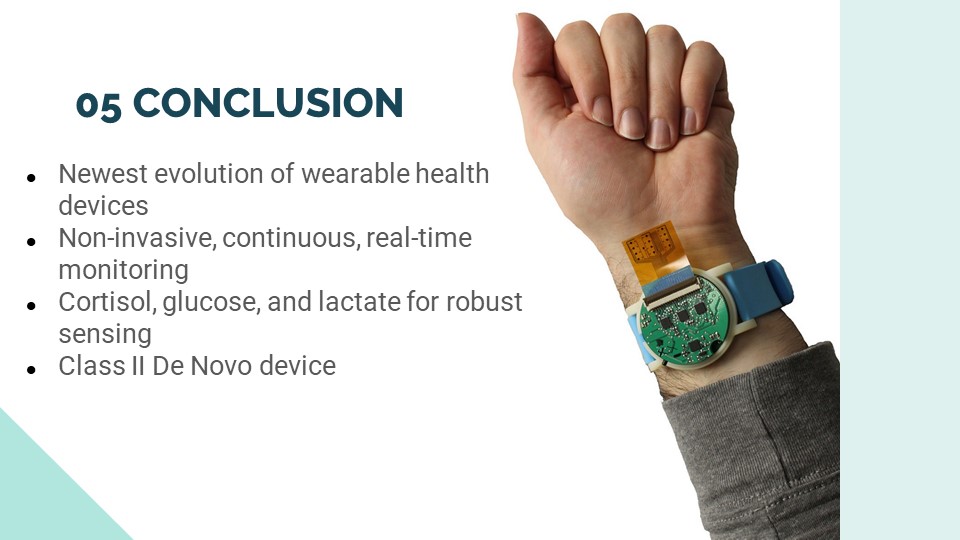 05 CONCLUSION
● Newest evolution of wearable health
devices
● Non-invasive, continuous, real-time
monitoring
● Cortisol, glucose, and lactate for robust
sensing
● Class II De Novo device